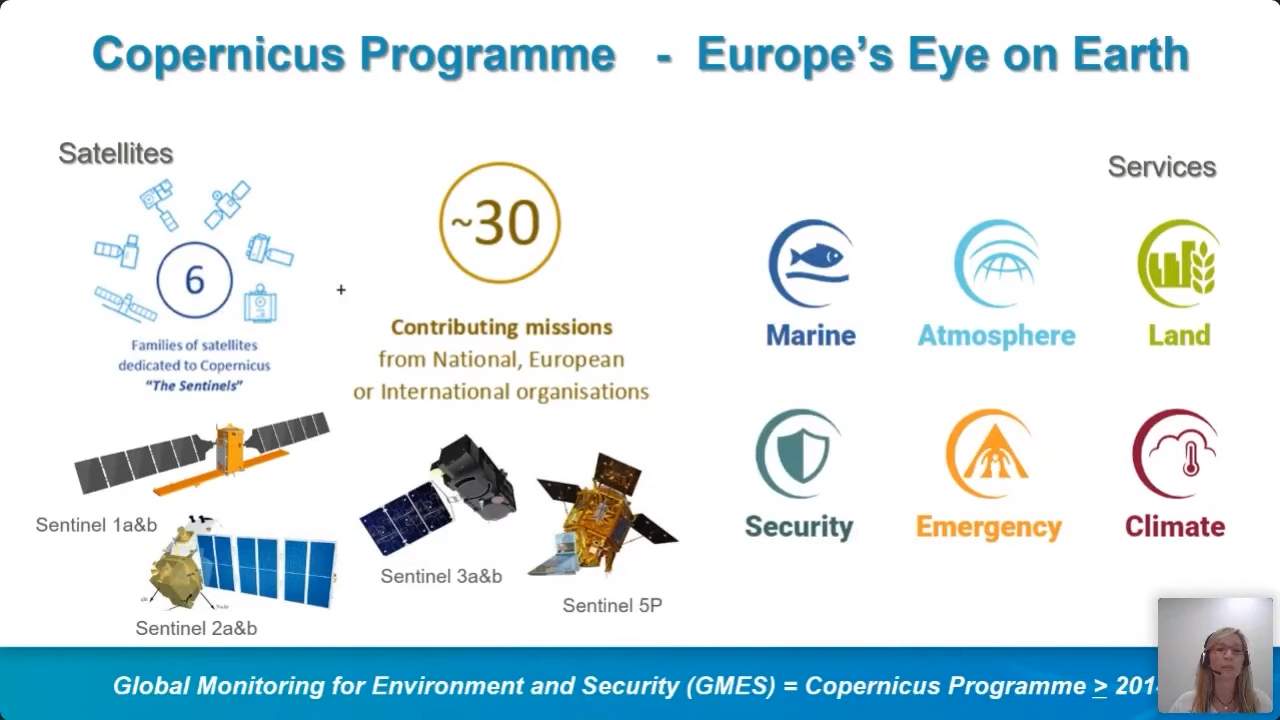 Copernicus Programme - Europe's Eye on Earth
Satellites
6
Families of satellites
dedicated to Copernicus
"The Sentinels"
+
~30
Contributing missions
from National, European
or International organisations
Sentinel 1a&b
Sentinel 2a&b
Sentinel 3a&b
Sentinel 5P
Services
Marine
Atmosphere
Land
Security
Emergency
Climate
Global Monitoring for Environment and Security (GMES) = Copernicus Programme ≥